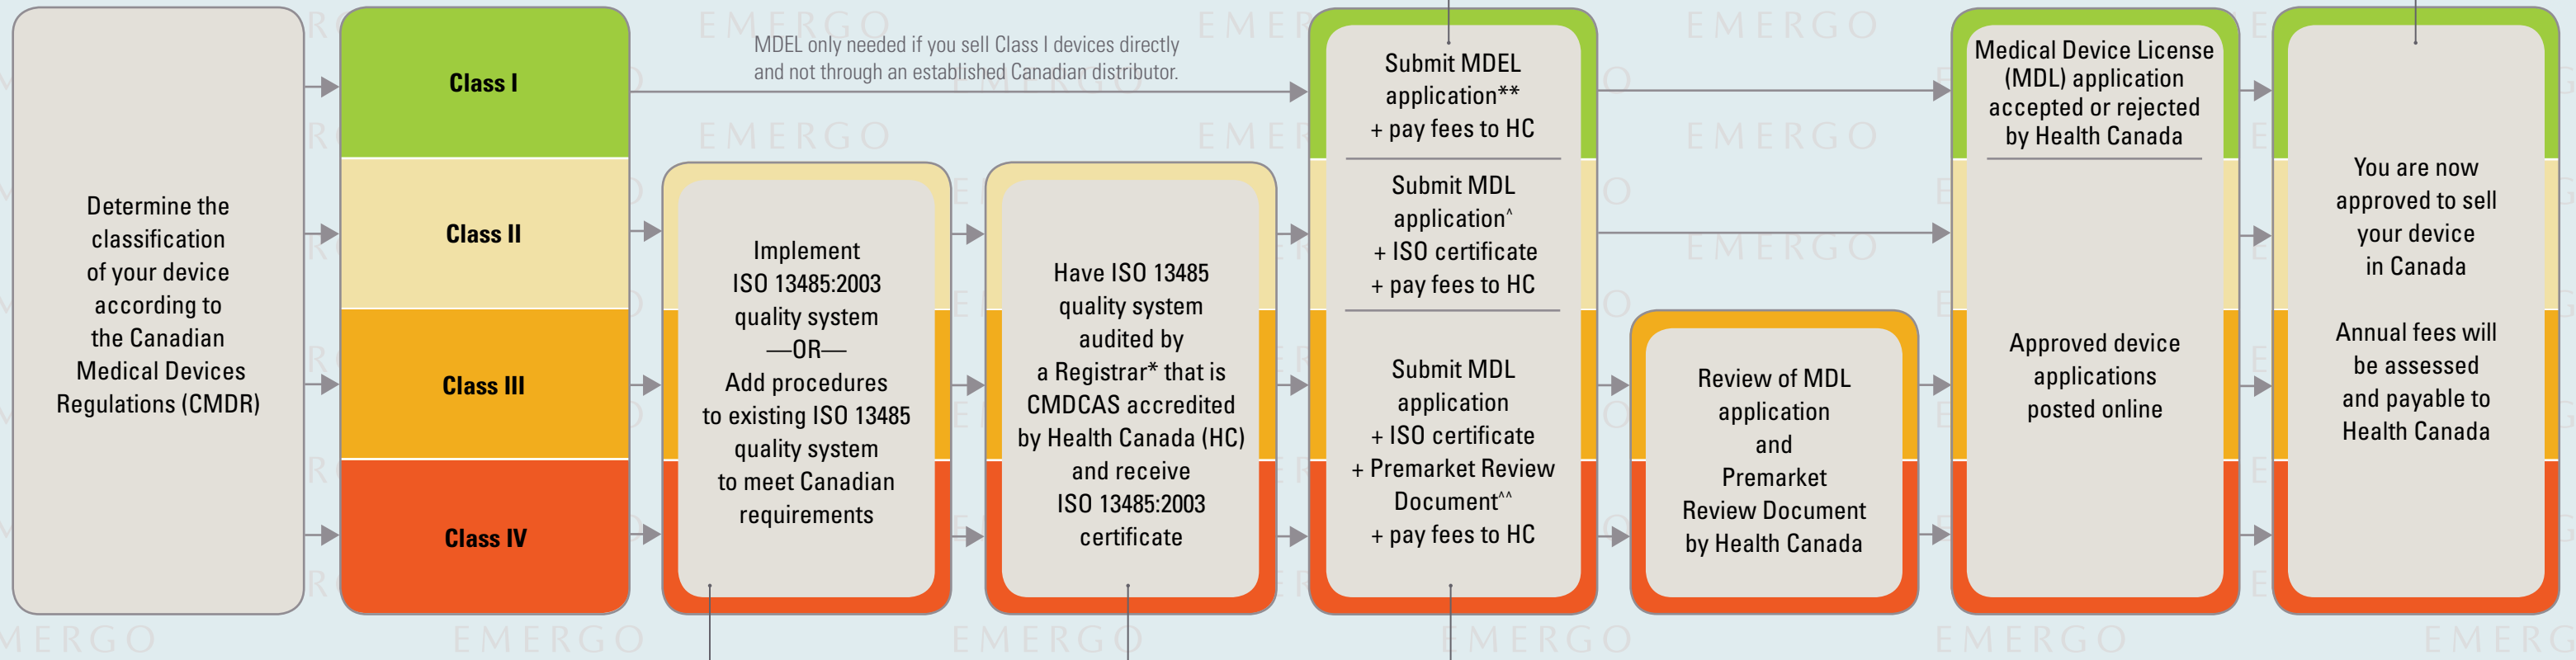 Determine the
classification
of your device
according to
the Canadian
Medical Devices
Regulations (CMDR)
Class I
Class II
Class III
Class IV
MDEL only needed if you sell Class I devices directly
and not through an established Canadian distributor.
Implement
ISO 13485:2003
quality system
—OR—
Add procedures
to existing ISO 13485
quality system
to meet Canadian
requirements
Have ISO 13485
quality system
audited by
a Registrar* that is
CMDCAS accredited
by Health Canada (HC)
and receive
ISO 13485:2003
certificate
Submit MDEL
application**
+ pay fees to HC
Submit MDL
application^
+ ISO certificate
+ pay fees to HC
Submit MDL
application
+ ISO certificate
+ Premarket Review
Document^^
+ pay fees to HC
Review of MDL
application
and
Premarket
Review Document
by Health Canada
Medical Device License
(MDL) application
accepted or rejected
by Health Canada
Approved device
applications
posted online
You are now
approved to sell
your device
in Canada
Annual fees will
be assessed
and payable to
Health Canada
EMERGO